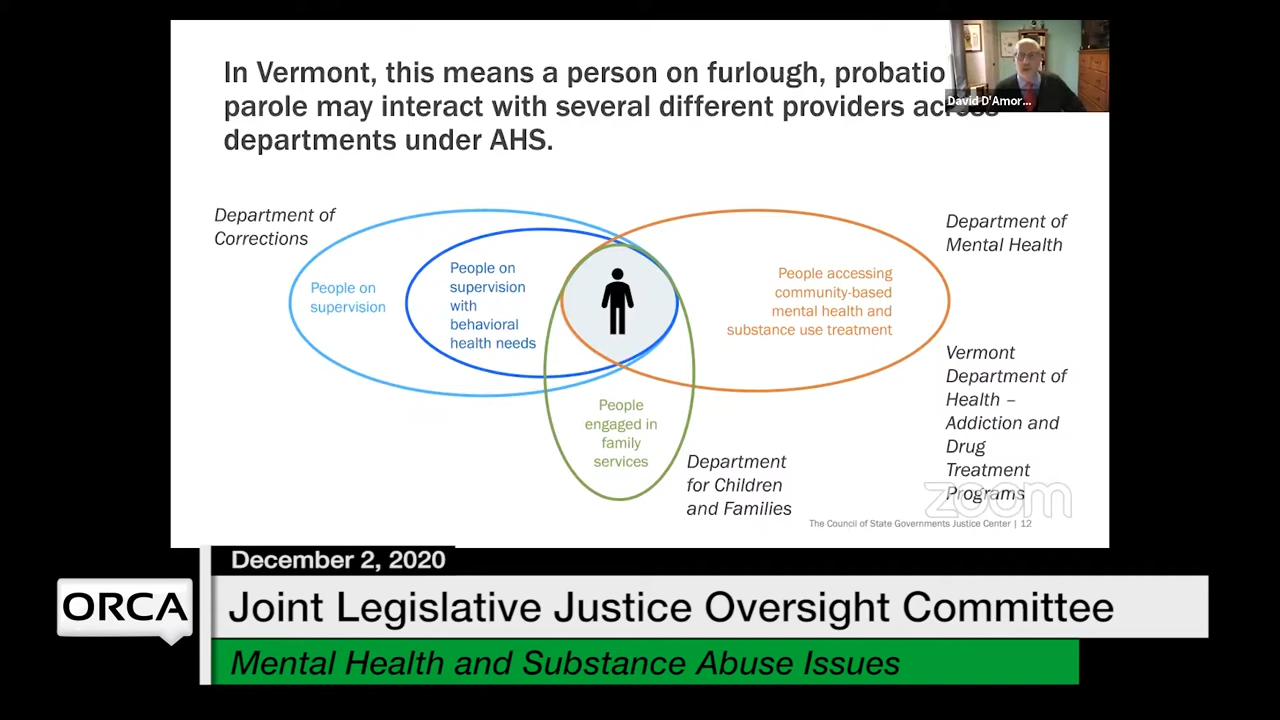 In Vermont, this means a person on furlough, probatio
parole may interact with several different providers across
departments under AHS.
David D'Amor...
Department of
Corrections
People on
supervision
People on
supervision
with
behavioral
health needs
People accessing
community-based
mental health and
substance use treatment
Department of
Mental Health
People
engaged in
family
services
Department
for Children
and Families
Vermont
Department of
Health –
Addiction and
Drug
Treatment
Programs
zoom
The Council of State Governments Justice Center | 12
December 2, 2020
ORCA
Joint Legislative Justice Oversight Committee
Mental Health and Substance Abuse Issues